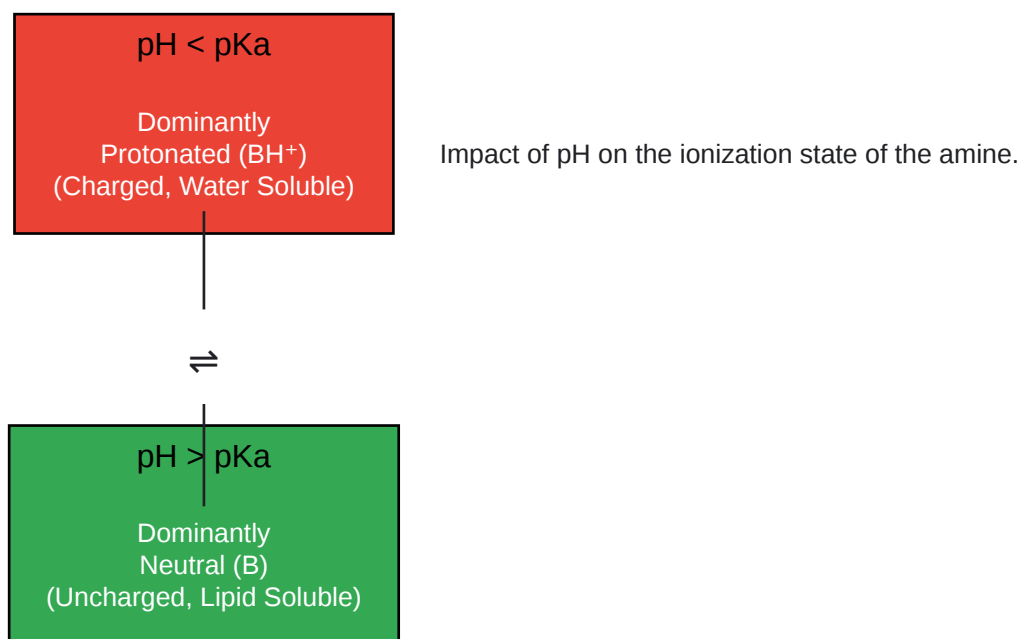 pH < pKa
Dominantly
Protonated (BH⁺)
(Charged, Water Soluble)
Impact of pH on the ionization state of the amine.
⇌
pH > pKa
Dominantly
Neutral (B)
(Uncharged, Lipid Soluble)